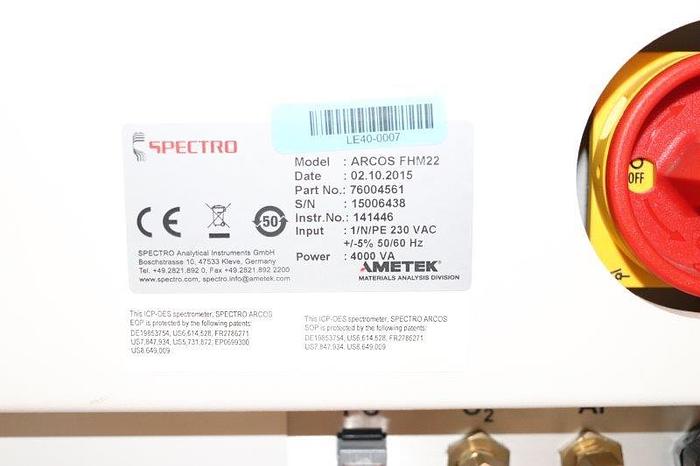 LE40-0007
SPECTRO
Model : ARCOS FHM22
Date : 02.10.2015
Part No.: 76004561
S/N : 15006438
Instr.No.: 141446
Input : 1/N/PE 230 VAC
+/-5% 50/60 Hz
Power : 4000 VA
CE
50
SPECTRO Analytical Instruments GmbH
Boschstrasse 10, 47533 Kleve, Germany
Tel. +49.2821.892 0, Fax +49.2821.892 2200
www.spectro.com, spectro.info@ametek.com
AMETEK
MATERIALS ANALYSIS DIVISION
This ICP-OES spectrometer, SPECTRO ARCOS
EOP is protected by the following patents:
DE19853754, US6,614,528, FR2786271
US7,847,934, US5,731,872, EP0699300
US8,649,009
This ICP-OES spectrometer, SPECTRO ARCOS
SOP is protected by the following patents:
DE19853754, US6,614,528, FR2786271
US7,847,934, US8,649,009
OFF